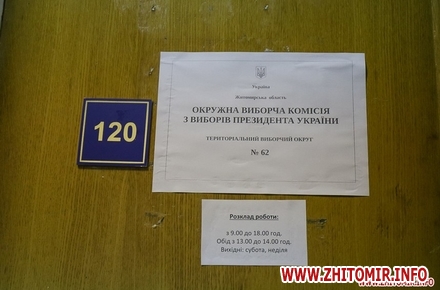 120
Україна
Житомирська область
ОКРУЖНА ВИБОРЧА КОМІСІЯ
З ВИБОРІВ ПРЕЗИДЕНТА УКРАЇНИ
ТЕРИТОРІАЛЬНИЙ ВИБОРЧИЙ ОКРУГ
№ 62
Розклад роботи:
з 9.00 до 18.00 год.
Обід з 13.00 до 14.00 год.
Вихідні: субота, неділя
WWW.ZHITOMIR.INFO